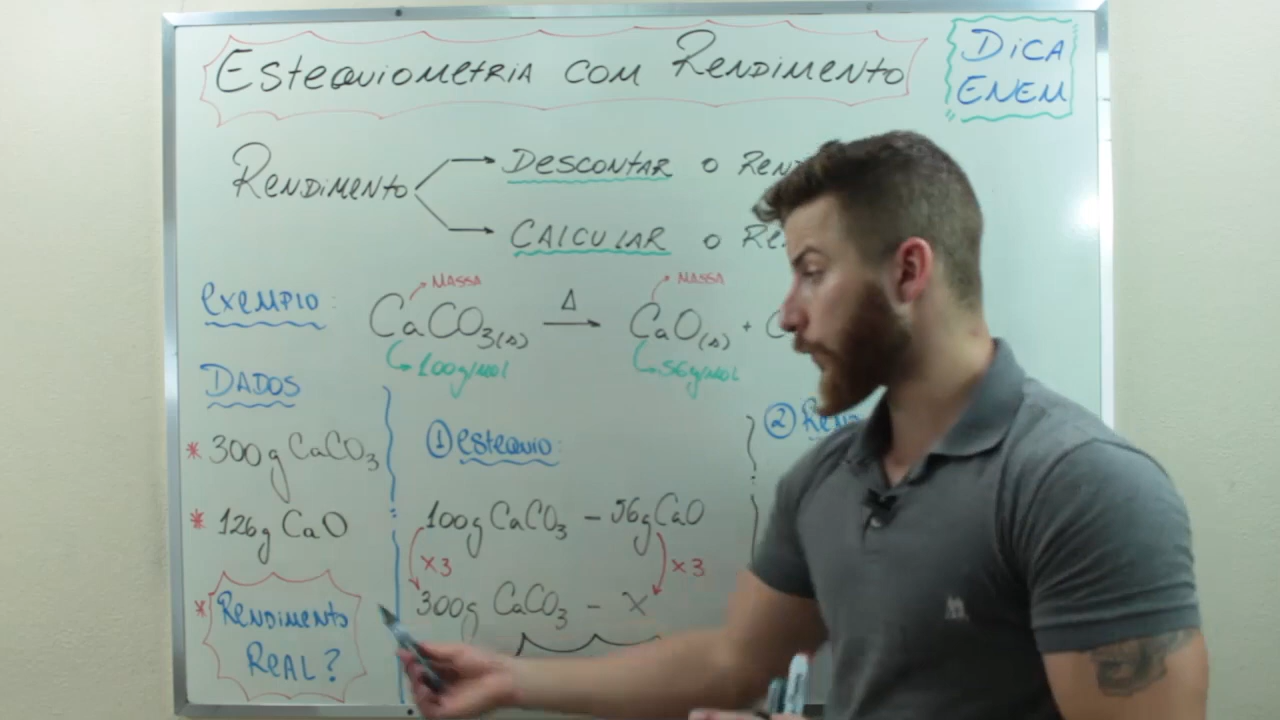 Estequiometria com Rendimento
Dica
Enem
Rendimento
Descontar o
Calcular o
Exemplo:
massa
massa
CaCO3(s) Δ→ CaO(s) +
100g/mol
56g/mol
Dados
* 300g CaCO3
* 126g CaO
* Rendimento
Real?
① estequio:
100g CaCO3 – 56g CaO
x3
x3
300g CaCO3 – x
②